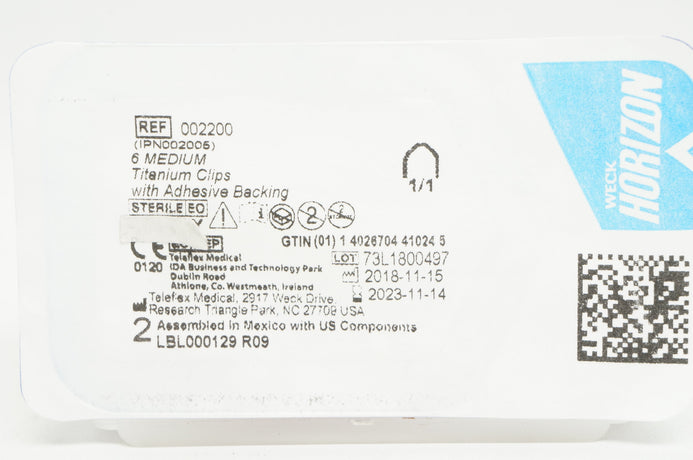 REF 002200
(IPN002005)
6 MEDIUM
Titanium Clips
with Adhesive Backing
1/1
STERILE EO
GTIN (01) 1 4026704 41024 5
CE
0120
Teleflex Medical
IDA Business and Technology Park
Dublin Road
Athlone, Co. Westmeath, Ireland
LOT 73L1800497
2018-11-15
2023-11-14
Teleflex Medical, 2917 Weck Drive,
Research Triangle Park, NC 27709 USA
2 Assembled in Mexico with US Components
LBL000129 R09
WECK
HORIZON